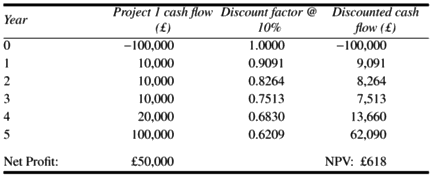 Year Project 1 cash flow (£) Discount factor @ 10% Discounted cash flow (£)
0 −100,000 1.0000 −100,000
1 10,000 0.9091 9,091
2 10,000 0.8264 8,264
3 10,000 0.7513 7,513
4 20,000 0.6830 13,660
5 100,000 0.6209 62,090
Net Profit: £50,000 NPV: £618